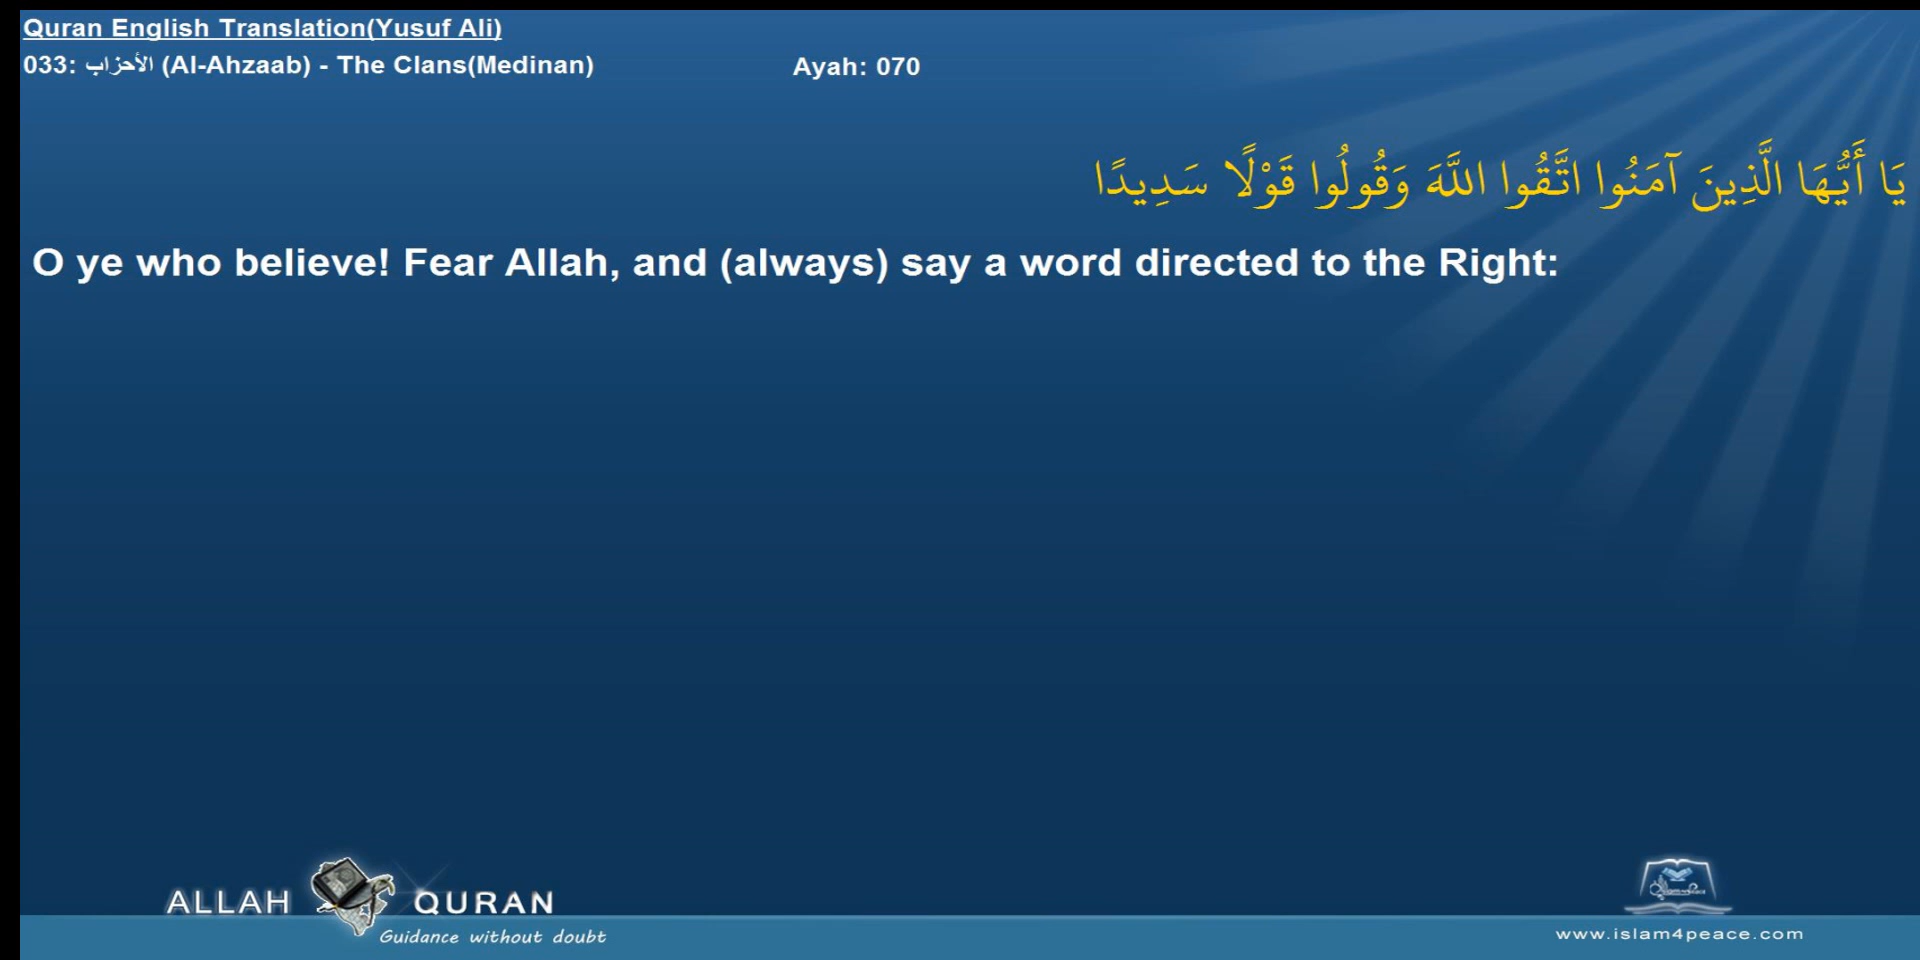 Quran English Translation(Yusuf Ali)
033: الأحزاب (Al-Ahzaab) - The Clans(Medinan) Ayah: 070
يَا أَيُّهَا الَّذِينَ آمَنُوا اتَّقُوا اللَّهَ وَقُولُوا قَوْلًا سَدِيدًا
O ye who believe! Fear Allah, and (always) say a word directed to the Right:
ALLAH QURAN
Guidance without doubt
www.islam4peace.com